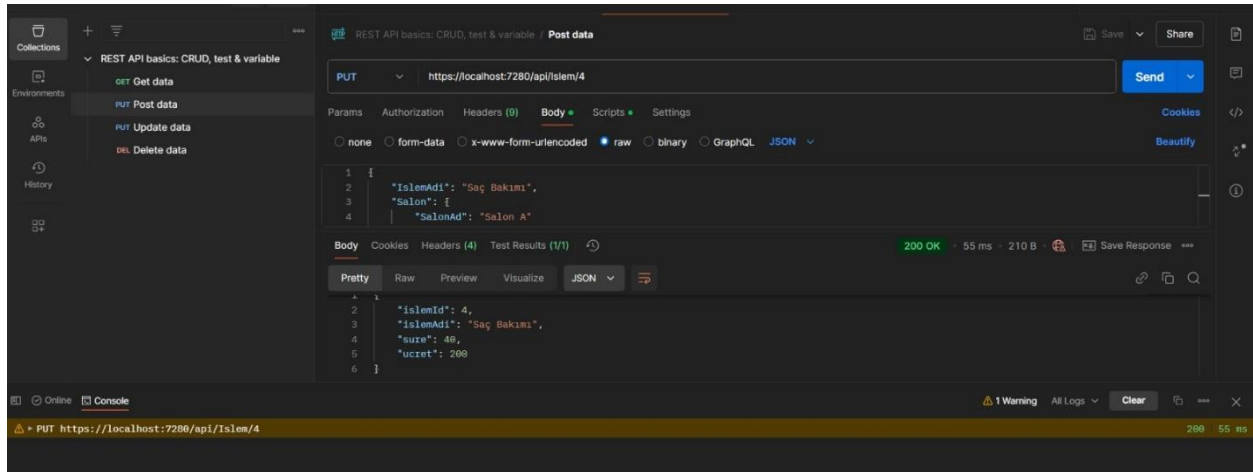 Collections
Environments
APIs
History
REST API basics: CRUD, test & variable
GET Get data
PUT Post data
PUT Update data
DEL Delete data
HTTP REST API basics: CRUD, test & variable / Post data
Save
Share
PUT https://localhost:7280/api/Islem/4
Send
Params Authorization Headers (9) Body Scripts Settings
Cookies
none form-data x-www-form-urlencoded raw binary GraphQL JSON
Beautify
1 {
2 "IslemAdi": "Saç Bakımı",
3 "Salon": {
4 "SalonAd": "Salon A"
Body Cookies Headers (4) Test Results (1/1)
200 OK 55 ms 210 B Save Response
Pretty Raw Preview Visualize JSON
1 {
2 "islemId": 4,
3 "islemAdi": "Saç Bakımı",
4 "sure": 40,
5 "ucret": 200
6 }
Online Console
1 Warning All Logs Clear
PUT https://localhost:7280/api/Islem/4 200 55 ms